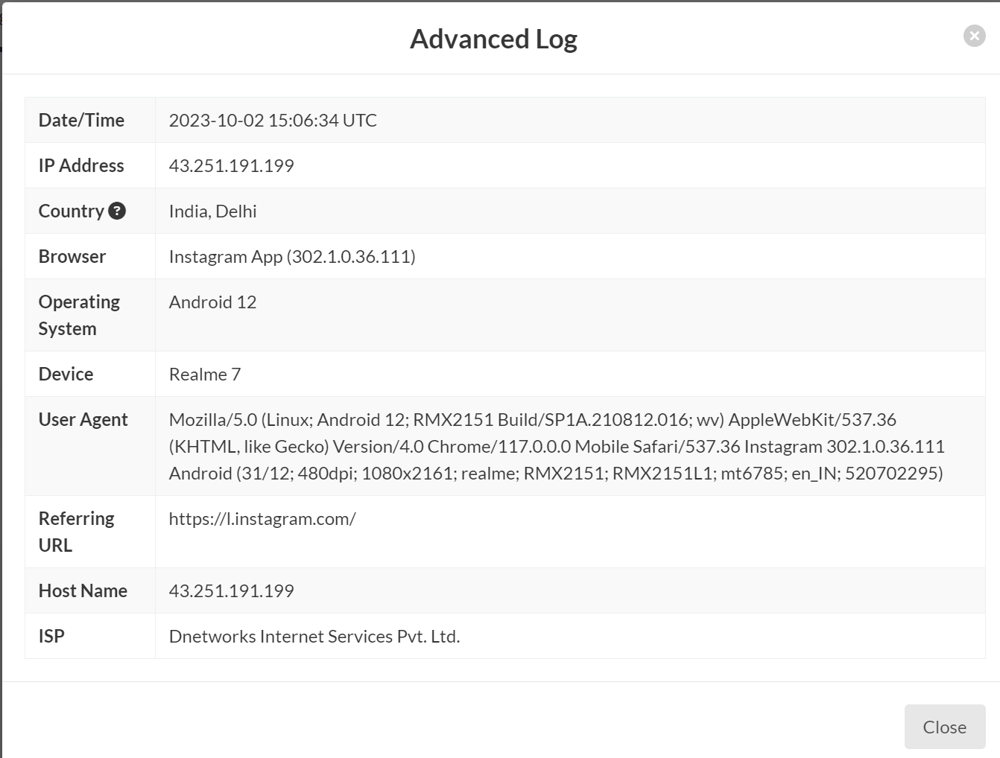 Advanced Log
Date/Time 2023-10-02 15:06:34 UTC
IP Address 43.251.191.199
Country ? India, Delhi
Browser Instagram App (302.1.0.36.111)
Operating System Android 12
Device Realme 7
User Agent Mozilla/5.0 (Linux; Android 12; RMX2151 Build/SP1A.210812.016; wv) AppleWebKit/537.36
(KHTML, like Gecko) Version/4.0 Chrome/117.0.0.0 Mobile Safari/537.36 Instagram 302.1.0.36.111
Android (31/12; 480dpi; 1080x2161; realme; RMX2151; RMX2151L1; mt6785; en_IN; 520702295)
Referring URL https://l.instagram.com/
Host Name 43.251.191.199
ISP Dnetworks Internet Services Pvt. Ltd.
Close